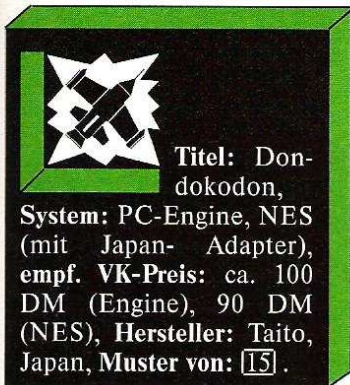 Titel: Don-
dokodon,
System: PC-Engine, NES
(mit Japan- Adapter),
empf. VK-Preis: ca. 100
DM (Engine), 90 DM
(NES), Hersteller: Taito,
Japan, Muster von: 15 .